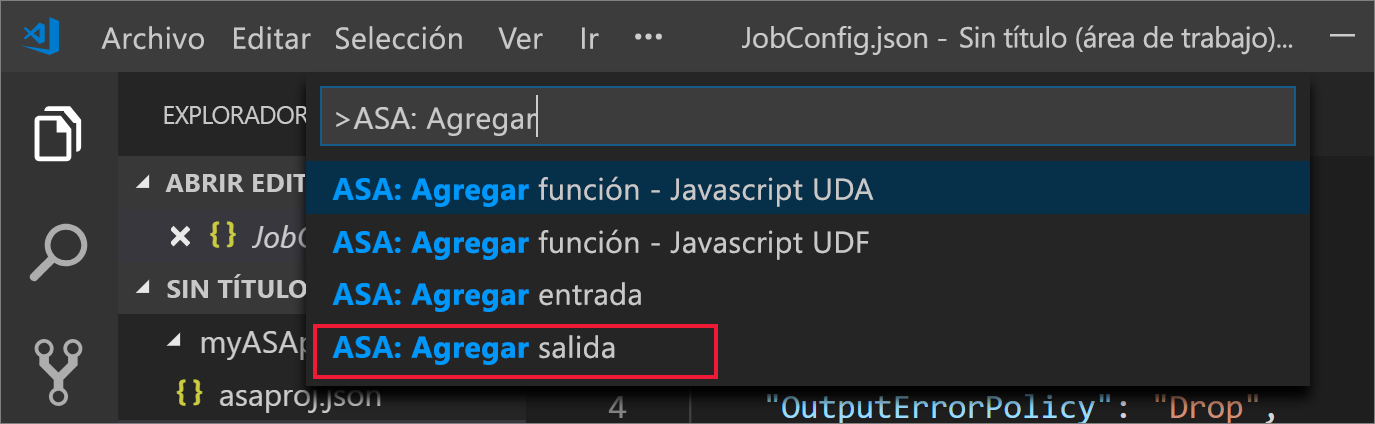 Archivo Editar Selección Ver Ir ••• JobConfig.json - Sin título (área de trabajo)...
EXPLORADOR
>ASA: Agregar
ASA: Agregar función - Javascript UDA
ABRIR EDIT
{ } JobC
ASA: Agregar función - Javascript UDF
ASA: Agregar entrada
SIN TÍTULO
ASA: Agregar salida
myASAp
{ } asaproj.json
4 "OutputErrorPolicy": "Drop",